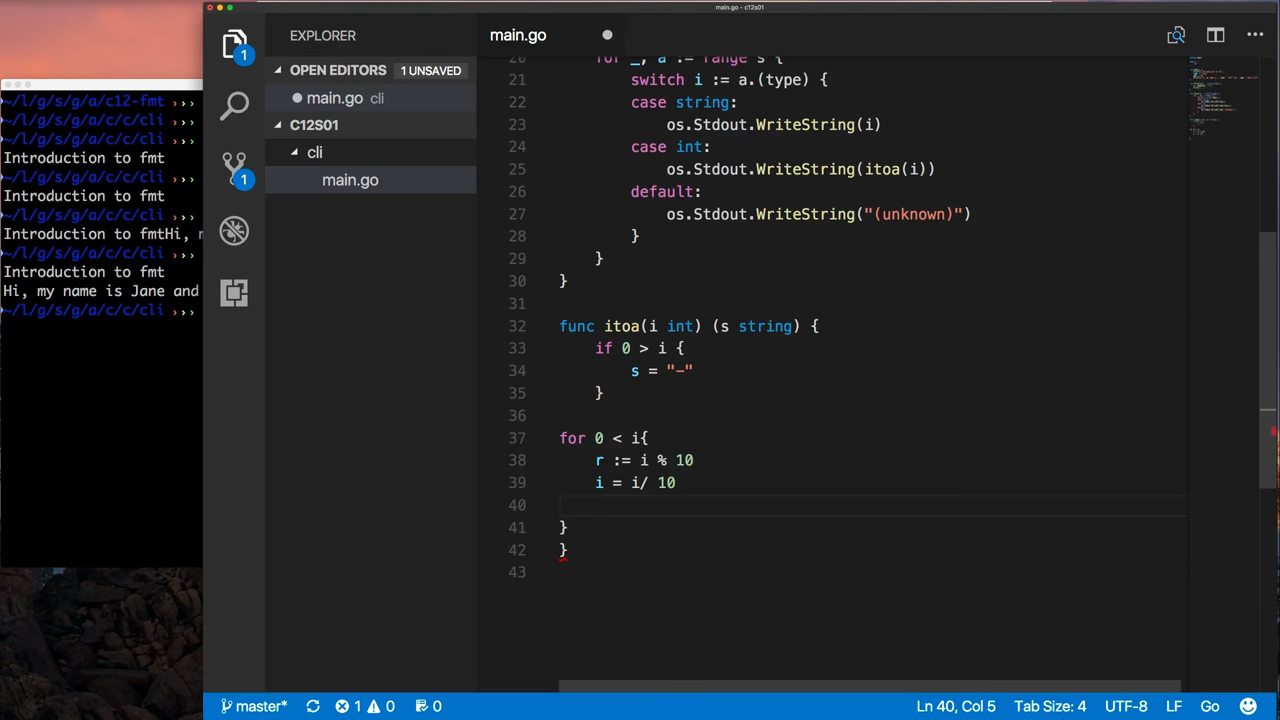 main.go - c12s01
EXPLORER
main.go
OPEN EDITORS 1 UNSAVED
main.go cli
C12S01
cli
main.go
1
1
~/l/g/s/g/a/c12-fmt ›››
~/l/g/s/g/a/c/c/cli ›››
~/l/g/s/g/a/c/c/cli ›››
Introduction to fmt
~/l/g/s/g/a/c/c/cli ›››
Introduction to fmt
~/l/g/s/g/a/c/c/cli ›››
Introduction to fmtHi,
~/l/g/s/g/a/c/c/cli ›››
Introduction to fmt
Hi, my name is Jane and
~/l/g/s/g/a/c/c/cli ›››
20 for _, a := range s {
21 switch i := a.(type) {
22 case string:
23 os.Stdout.WriteString(i)
24 case int:
25 os.Stdout.WriteString(itoa(i))
26 default:
27 os.Stdout.WriteString("(unknown)")
28 }
29 }
30 }
31
32 func itoa(i int) (s string) {
33 if 0 > i {
34 s = "-"
35 }
36
37 for 0 < i{
38 r := i % 10
39 i = i/ 10
40
41 }
42 }
43
master* 1 0 0 Ln 40, Col 5 Tab Size: 4 UTF-8 LF Go